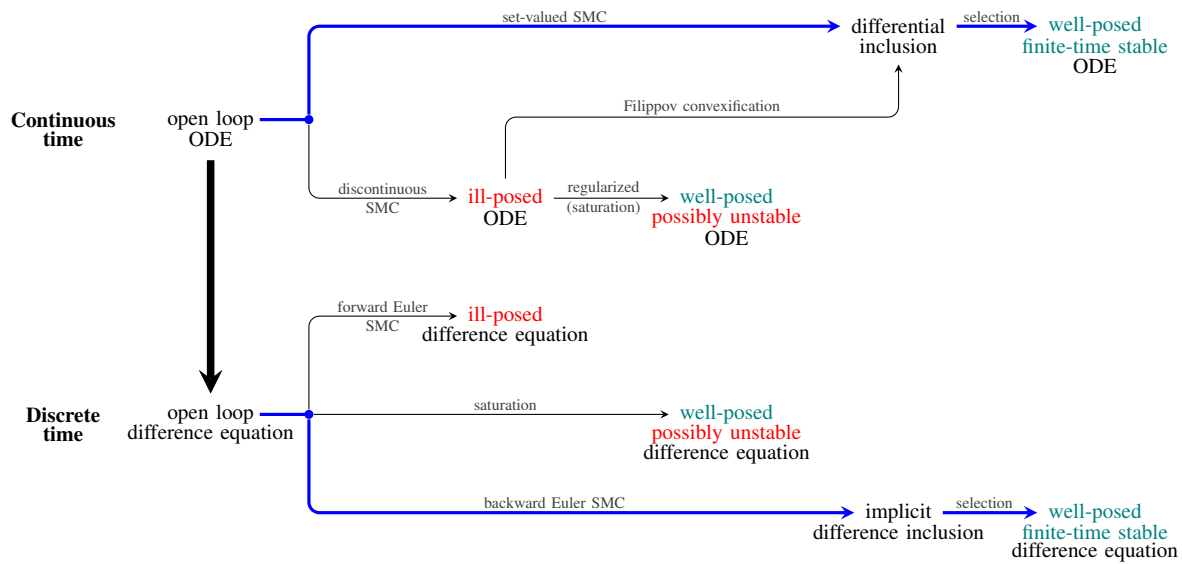 set-valued SMC
differential
inclusion
selection
well-posed
finite-time stable
ODE
Filippov convexification
Continuous
time
open loop
ODE
discontinuous
SMC
ill-posed
ODE
regularized
(saturation)
well-posed
possibly unstable
ODE
forward Euler
SMC
ill-posed
difference equation
Discrete
time
open loop
difference equation
saturation
well-posed
possibly unstable
difference equation
backward Euler SMC
implicit
difference inclusion
selection
well-posed
finite-time stable
difference equation